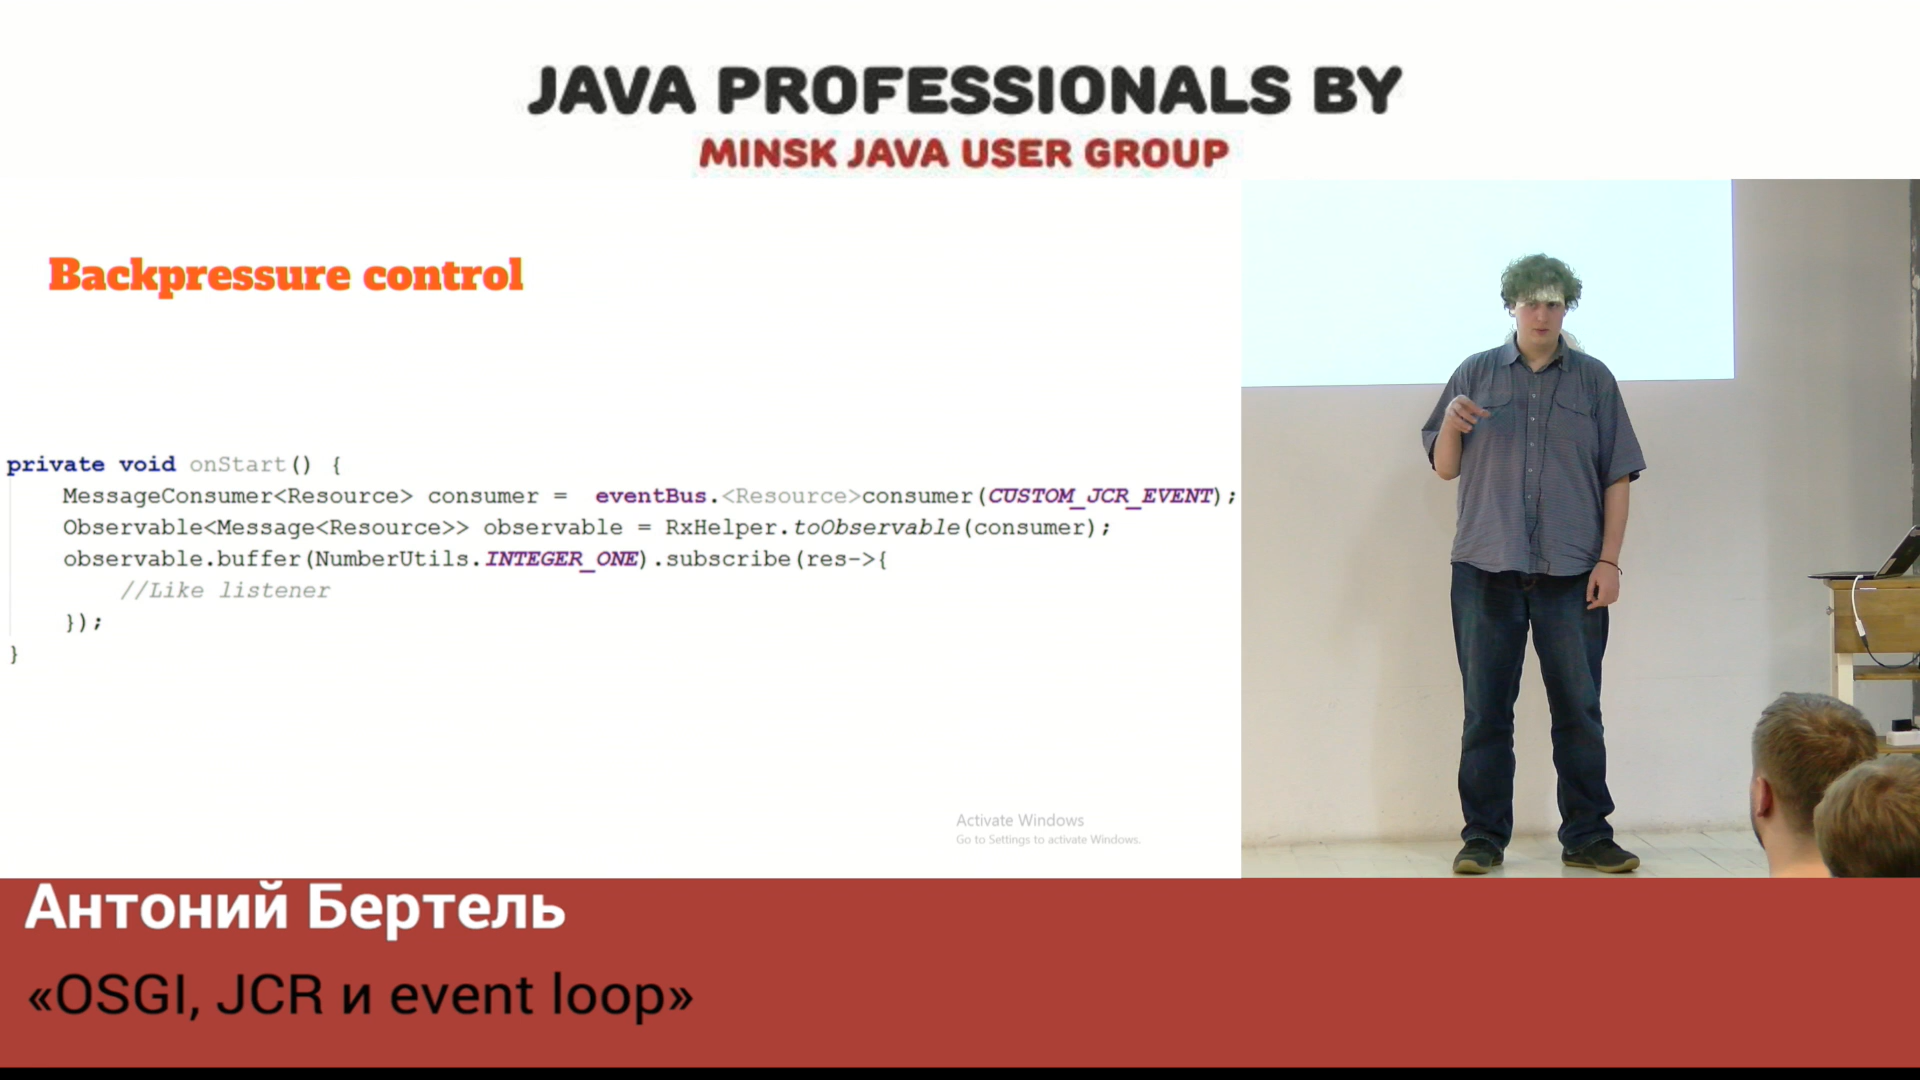 JAVA PROFESSIONALS BY
MINSK JAVA USER GROUP
Backpressure control
private void onStart() {
MessageConsumer<Resource> consumer = eventBus.<Resource>consumer(CUSTOM_JCR_EVENT);
Observable<Message<Resource>> observable = RxHelper.toObservable(consumer);
observable.buffer(NumberUtils.INTEGER_ONE).subscribe(res->{
//Like listener
});
}
Activate Windows
Go to Settings to activate Windows.
Антоний Бертель
«OSGI, JCR и event loop»